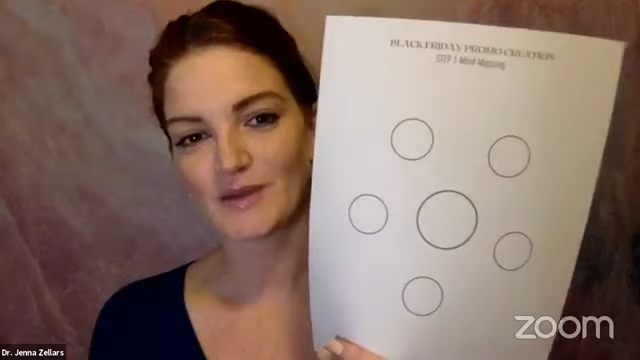 BLACK FRIDAY PROMO CREATION
STEP 1-Mind Mapping
zoom
Dr. Jenna Zellars